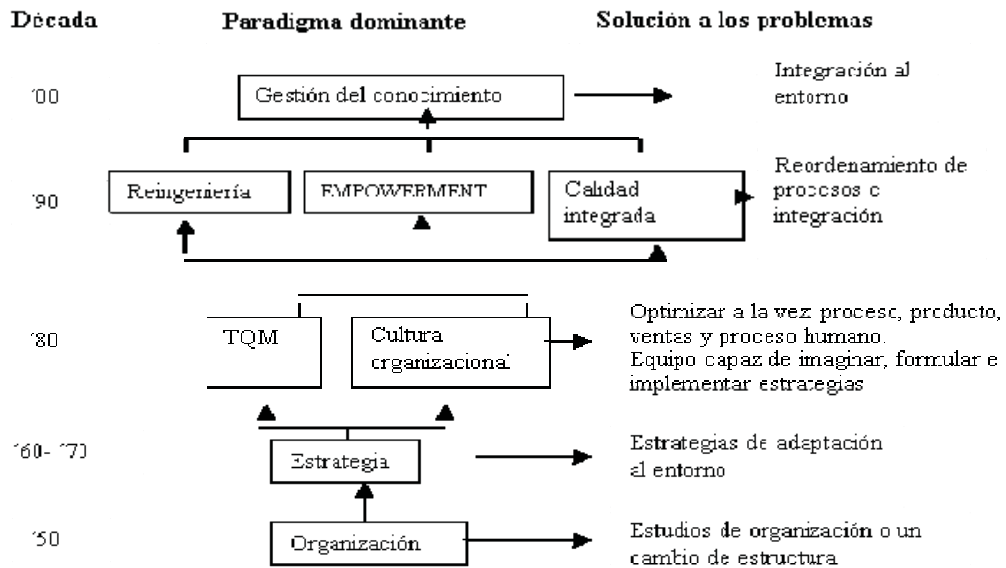 Década Paradigma dominante Solución a los problemas
´00
Gestión del conocimiento
Integración al
entorno
´90
Reingeniería
EMPOWERMENT
Calidad
integrada
Reordenamiento de
procesos e
integración
´80
TQM
Cultura
organizacional
Optimizar a la vez proceso, producto,
ventas y proceso humano.
Equipo capaz de imaginar, formular e
implementar estrategias
´60- ´70
Estrategia
Estrategias de adaptación
al entorno
´50
Organización
Estudios de organización o un
cambio de estructura